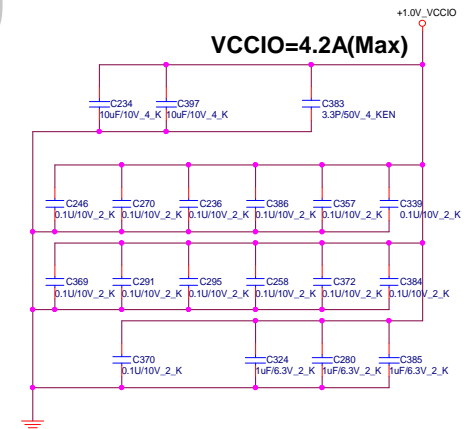 +1.0V_VCCIO
VCCIO=4.2A(Max)
C234 C397 C383
10uF/10V_4_K 10uF/10V_4_K 3.3P/50V_4_KEN
C246 C270 C236 C386 C357 C339
0.1U/10V_2_K 0.1U/10V_2_K 0.1U/10V_2_K 0.1U/10V_2_K 0.1U/10V_2_K 0.1U/10V_2_K
C369 C291 C295 C258 C372 C384
0.1U/10V_2_K 0.1U/10V_2_K 0.1U/10V_2_K 0.1U/10V_2_K 0.1U/10V_2_K 0.1U/10V_2_K
C370 C324 C280 C385
0.1U/10V_2_K 1uF/6.3V_2_K 1uF/6.3V_2_K 1uF/6.3V_2_K